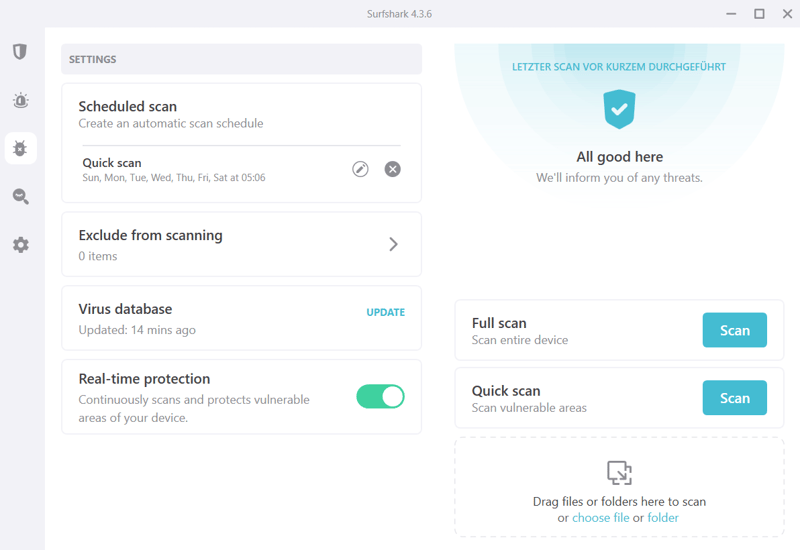 Surfshark 4.3.6
SETTINGS
Scheduled scan
Create an automatic scan schedule
Quick scan
Sun, Mon, Tue, Wed, Thu, Fri, Sat at 05:06
Exclude from scanning
0 items
Virus database
UPDATE
Updated: 14 mins ago
Real-time protection
Continuously scans and protects vulnerable
areas of your device.
LETZTER SCAN VOR KURZEM DURCHGEFÜHRT
All good here
We'll inform you of any threats.
Full scan
Scan entire device
Scan
Quick scan
Scan vulnerable areas
Scan
Drag files or folders here to scan
or choose file or folder